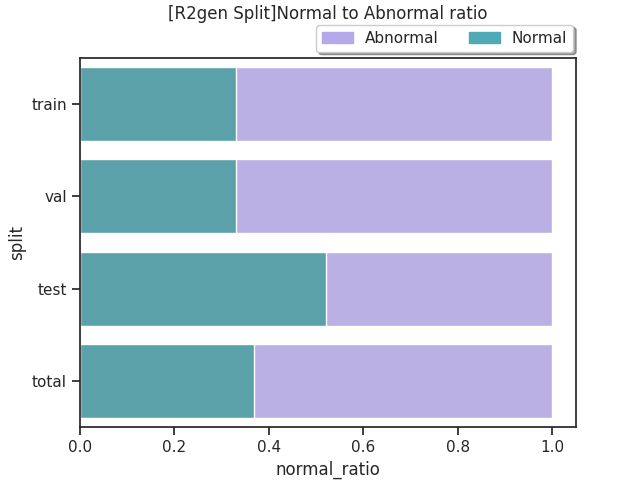 [R2gen Split]Normal to Abnormal ratio
Abnormal Normal
train
val
test
total
split
0.0 0.2 0.4 0.6 0.8 1.0
normal_ratio